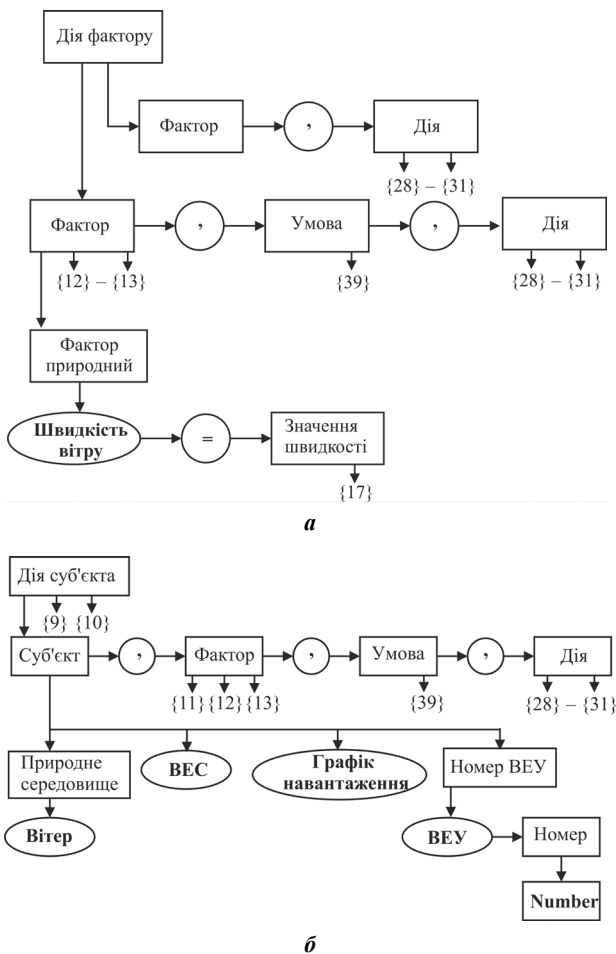 Дія фактору
Фактор , Дія
{28} – {31}
Фактор , Умова , Дія
{12} – {13} {39} {28} – {31}
Фактор
природний
Швидкість
вітру
=
Значення
швидкості
{17}
а
Дія суб'єкта
{9} {10}
Суб'єкт , Фактор , Умова , Дія
{11} {12} {13} {39} {28} – {31}
Природне
середовище
ВЕС
Графік
навантаження
Номер ВЕУ
Вітер
ВЕУ
Номер
Number
б